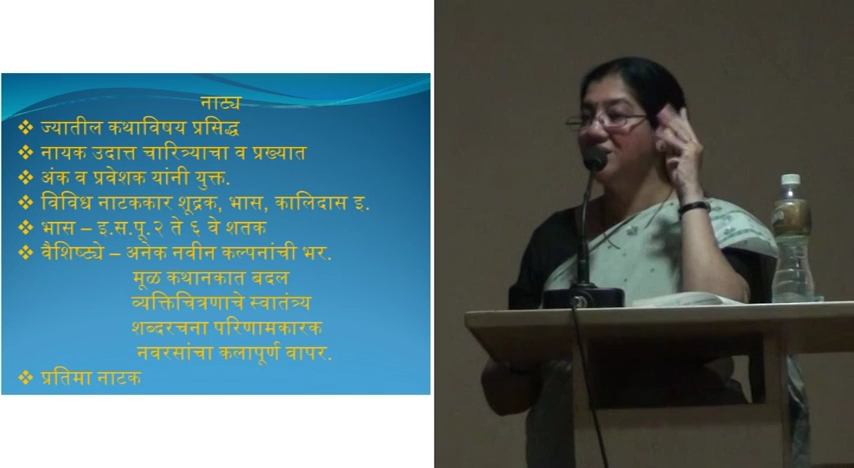 नाट्य
❖ ज्यातील कथाविषय प्रसिद्ध
❖ नायक उदात्त चारित्र्याचा व प्रख्यात
❖ अंक व प्रवेशक यांनी युक्त.
❖ विविध नाटककार शूद्रक, भास, कालिदास इ.
❖ भास – इ.स.पू.२ ते ६ वे शतक
❖ वैशिष्ट्ये – अनेक नवीन कल्पनांची भर.
मूळ कथानकात बदल
व्यक्तिचित्रणाचे स्वातंत्र्य
शब्दरचना परिणामकारक
नवरसांचा कलापूर्ण वापर.
❖ प्रतिमा नाटक